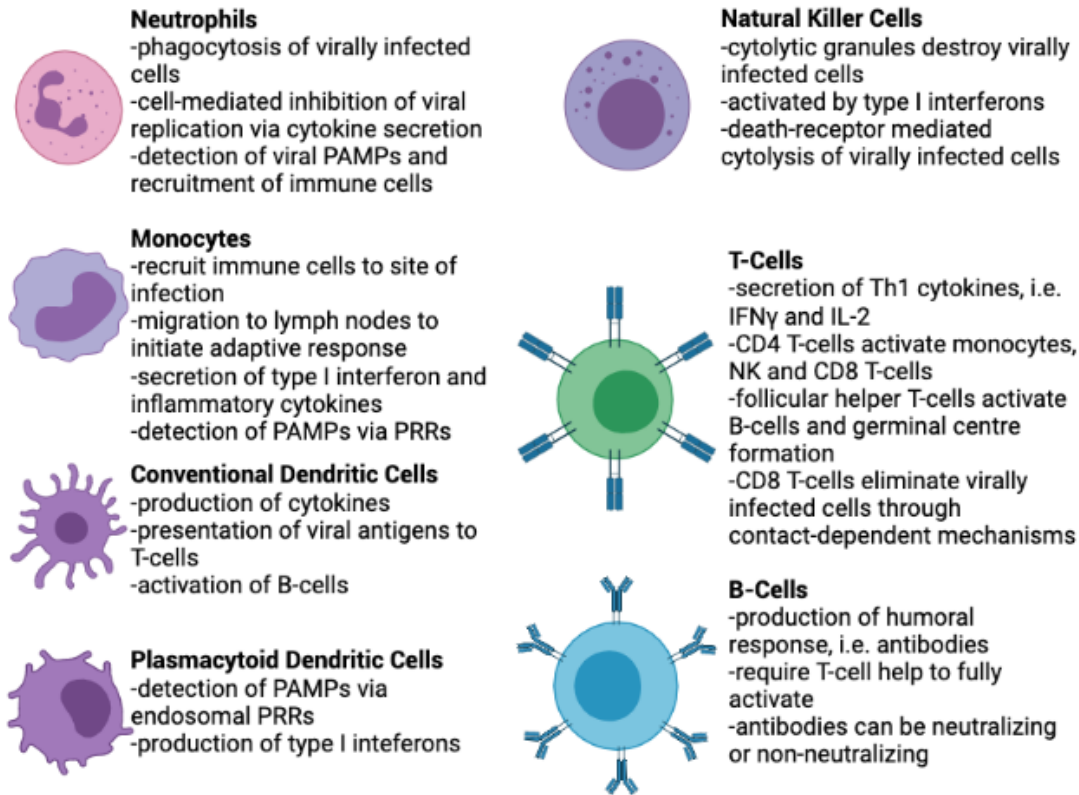 Neutrophils
-phagocytosis of virally infected
cells
-cell-mediated inhibition of viral
replication via cytokine secretion
-detection of viral PAMPs and
recruitment of immune cells
Monocytes
-recruit immune cells to site of
infection
-migration to lymph nodes to
initiate adaptive response
-secretion of type I interferon and
inflammatory cytokines
-detection of PAMPs via PRRs
Conventional Dendritic Cells
-production of cytokines
-presentation of viral antigens to
T-cells
-activation of B-cells
Plasmacytoid Dendritic Cells
-detection of PAMPs via
endosomal PRRs
-production of type I inteferons
Natural Killer Cells
-cytolytic granules destroy virally
infected cells
-activated by type I interferons
-death-receptor mediated
cytolysis of virally infected cells
T-Cells
-secretion of Th1 cytokines, i.e.
IFNγ and IL-2
-CD4 T-cells activate monocytes,
NK and CD8 T-cells
-follicular helper T-cells activate
B-cells and germinal centre
formation
-CD8 T-cells eliminate virally
infected cells through
contact-dependent mechanisms
B-Cells
-production of humoral
response, i.e. antibodies
-require T-cell help to fully
activate
-antibodies can be neutralizing
or non-neutralizing